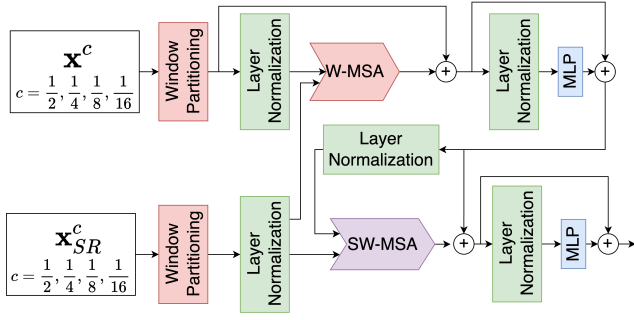 x^c
c = 1/2, 1/4, 1/8, 1/16
Window
Partitioning
Layer
Normalization
W-MSA
+
Layer
Normalization
MLP
+
Layer
Normalization
x^c_SR
c = 1/2, 1/4, 1/8, 1/16
Window
Partitioning
Layer
Normalization
SW-MSA
+
Layer
Normalization
MLP
+